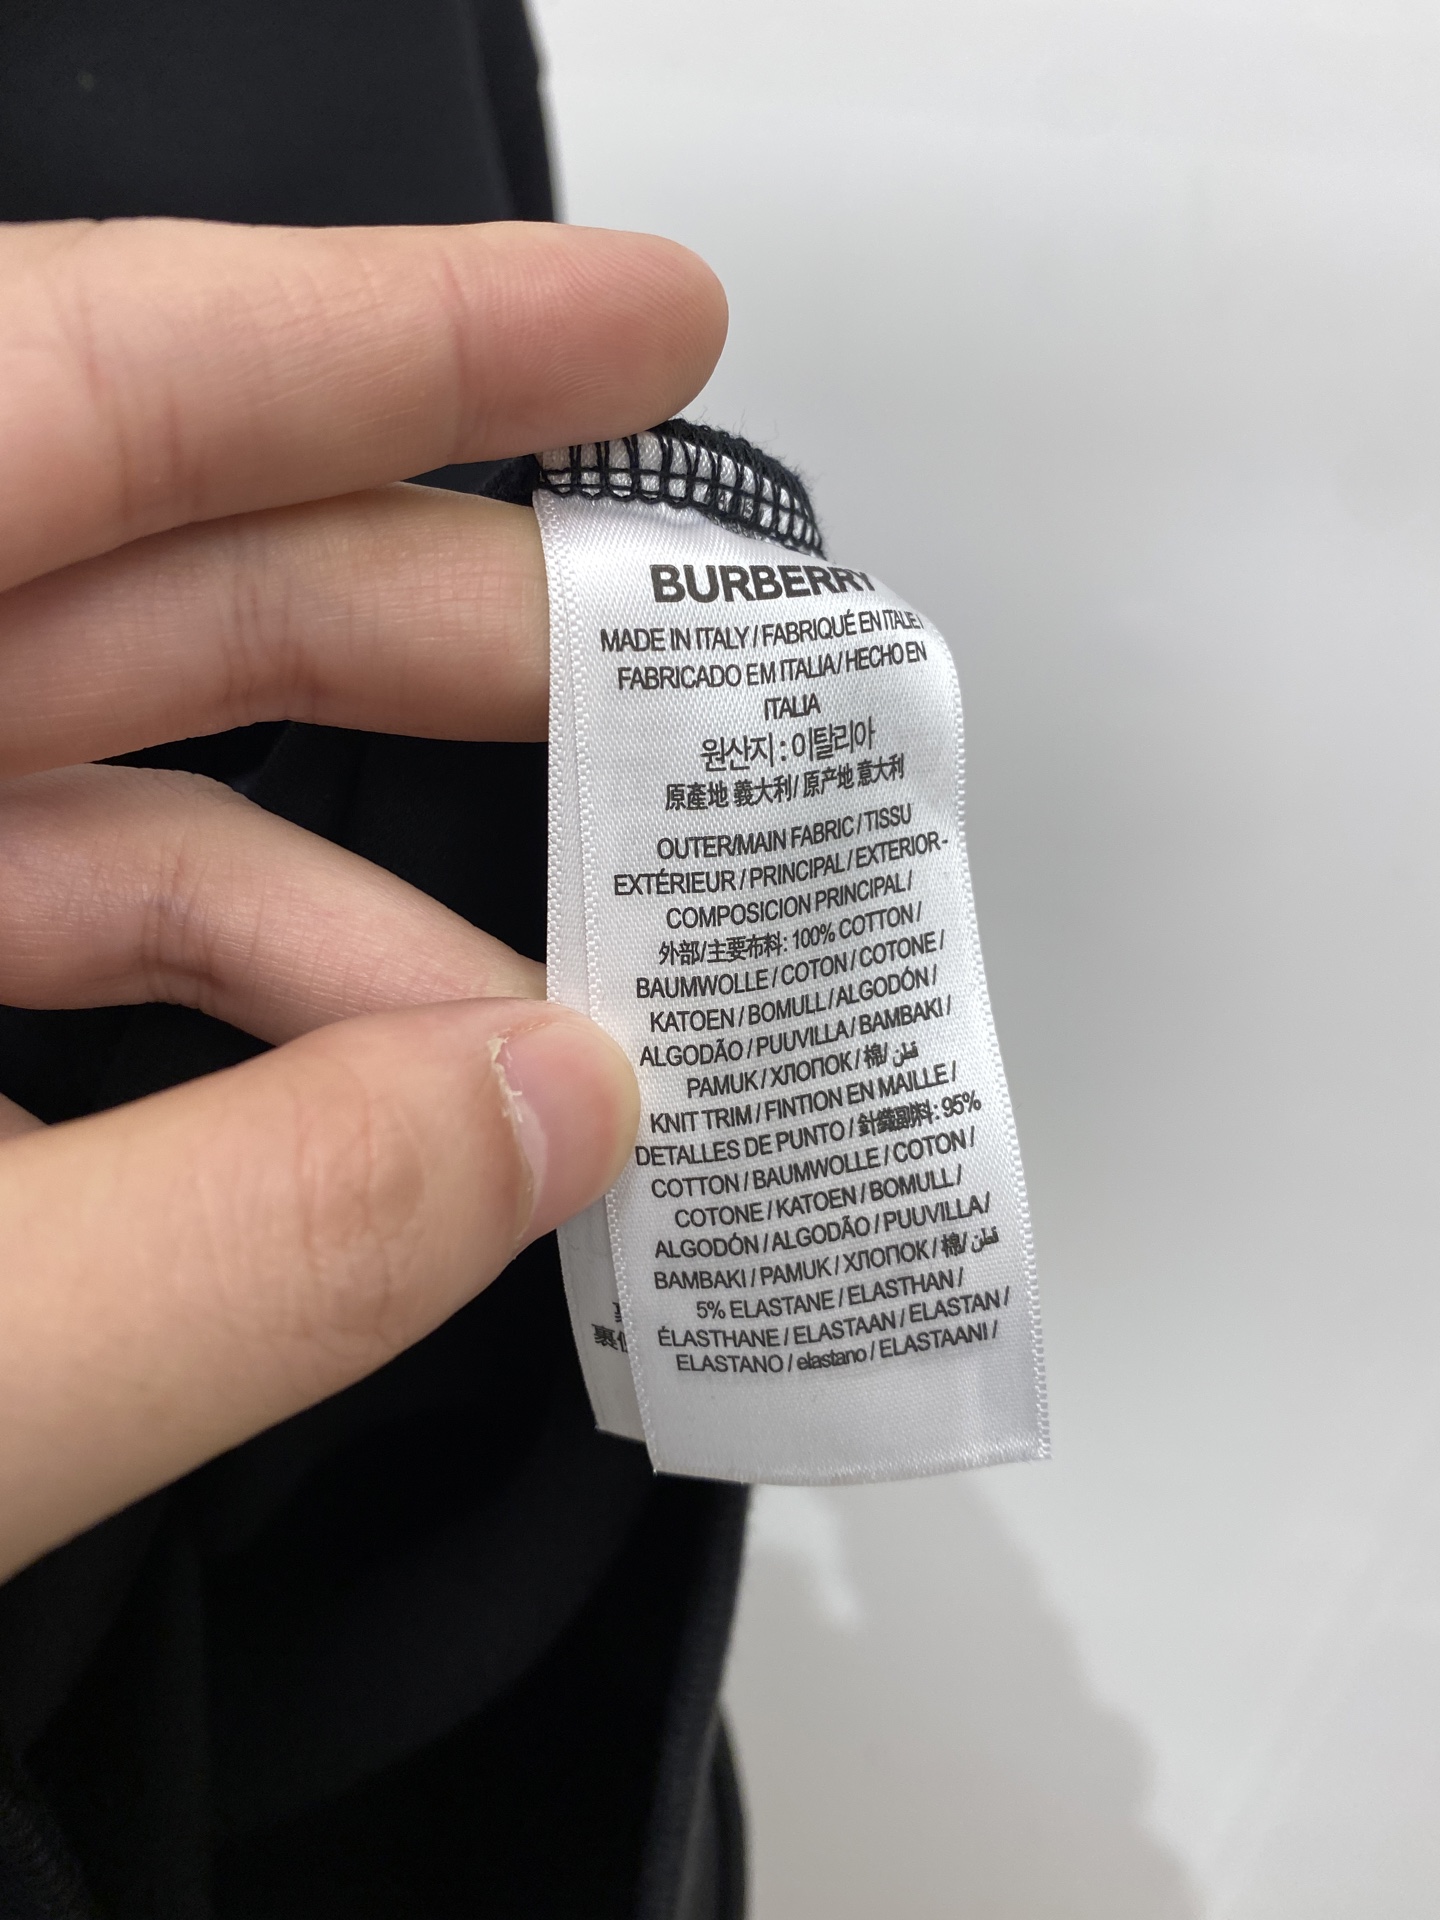 BURBERRY
MADE IN ITALY / FABRIQUÉ EN ITALIE /
FABRICADO EM ITALIA / HECHO EN
ITALIA
원산지 : 이탈리아
原產地 義大利/ 原产地 意大利
OUTER/MAIN FABRIC / TISSU
EXTÉRIEUR / PRINCIPAL / EXTERIOR-
COMPOSICION PRINCIPAL /
外部/主要布料: 100% COTTON /
BAUMWOLLE / COTON / COTONE /
KATOEN / BOMULL / ALGODÓN /
ALGODÃO / PUUVILLA / BAMBAKI /
PAMUK / ХЛОПОК / 棉/ قطن
KNIT TRIM / FINTION EN MAILLE /
DETALLES DE PUNTO / 針織副料: 95%
COTTON / BAUMWOLLE / COTON /
COTONE / KATOEN / BOMULL /
ALGODÓN / ALGODÃO / PUUVILLA /
BAMBAKI / PAMUK / ХЛОПОК / 棉/ قطن
5% ELASTANE / ELASTHAN /
ÉLASTHANE / ELASTAAN / ELASTAN /
ELASTANO / elastano / ELASTAANI /